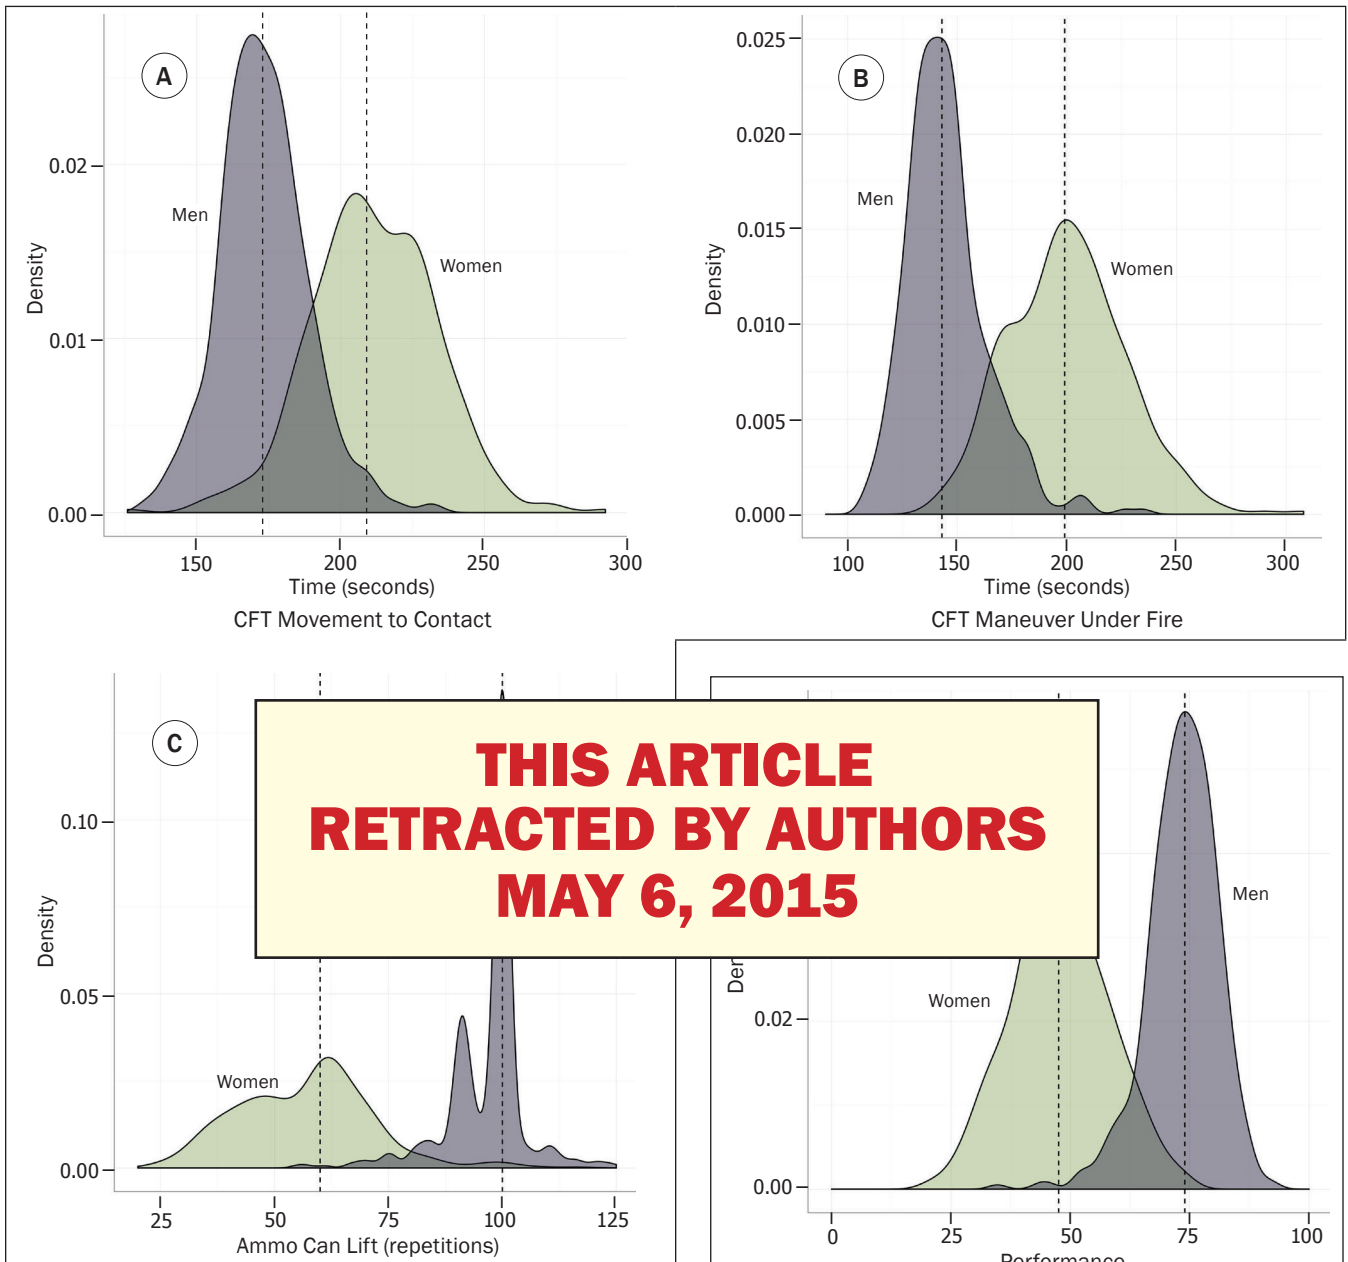 A
0.02
0.01
0.00
Density
Men
Women
150
200
250
300
Time (seconds)
CFT Movement to Contact
B
0.025
0.020
0.015
0.010
0.005
0.000
Density
Men
Women
100
150
200
250
300
Time (seconds)
CFT Maneuver Under Fire
C
0.10
0.05
0.00
Density
Women
25
50
75
100
125
Ammo Can Lift (repetitions)
THIS ARTICLE
RETRACTED BY AUTHORS
MAY 6, 2015
Men
Women
0.02
0.00
0
25
50
75
100
Performance